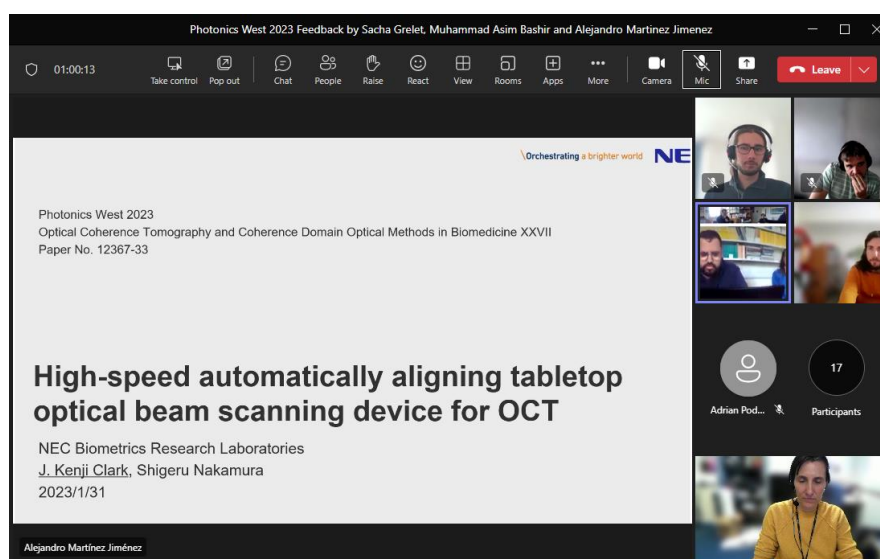 Photonics West 2023 Feedback by Sacha Grelet, Muhammad Asim Bashir and Alejandro Martinez Jimenez
01:00:13
Take control
Pop out
Chat
People
Raise
React
View
Rooms
Apps
More
Camera
Mic
Share
Leave
\Orchestrating a brighter world NE
Photonics West 2023
Optical Coherence Tomography and Coherence Domain Optical Methods in Biomedicine XXVII
Paper No. 12367-33
High-speed automatically aligning tabletop
optical beam scanning device for OCT
NEC Biometrics Research Laboratories
J. Kenji Clark, Shigeru Nakamura
2023/1/31
Adrian Pod...
17
Participants
Alejandro Martínez Jiménez